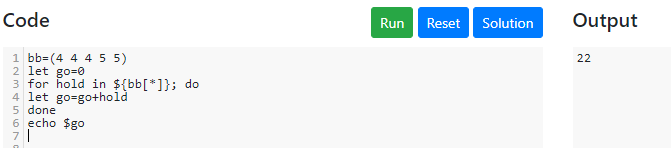 Code
Run
Reset
Solution
Output
1 bb=(4 4 4 5 5)
2 let go=0
3 for hold in ${bb[*]}; do
4 let go=go+hold
5 done
6 echo $go
7
8
22